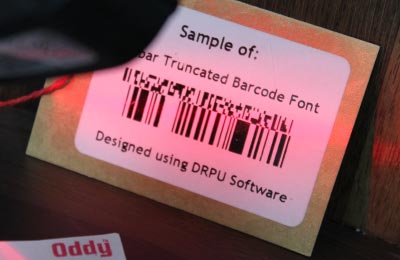 Sample of:
bar Truncated Barcode Font
Designed using DRPU Software
Oddy